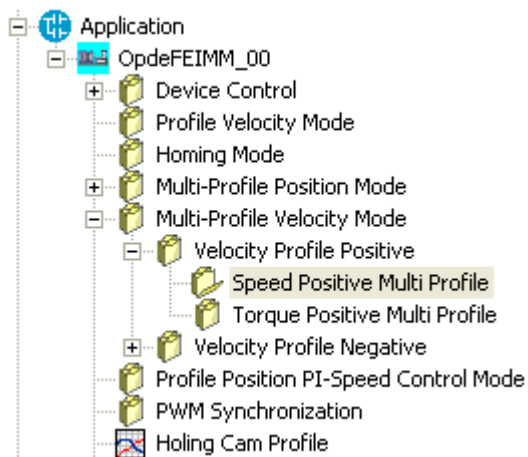 Application
OpdeFEIMM_00
Device Control
Profile Velocity Mode
Homing Mode
Multi-Profile Position Mode
Multi-Profile Velocity Mode
Velocity Profile Positive
Speed Positive Multi Profile
Torque Positive Multi Profile
Velocity Profile Negative
Profile Position PI-Speed Control Mode
PWM Synchronization
Holing Cam Profile